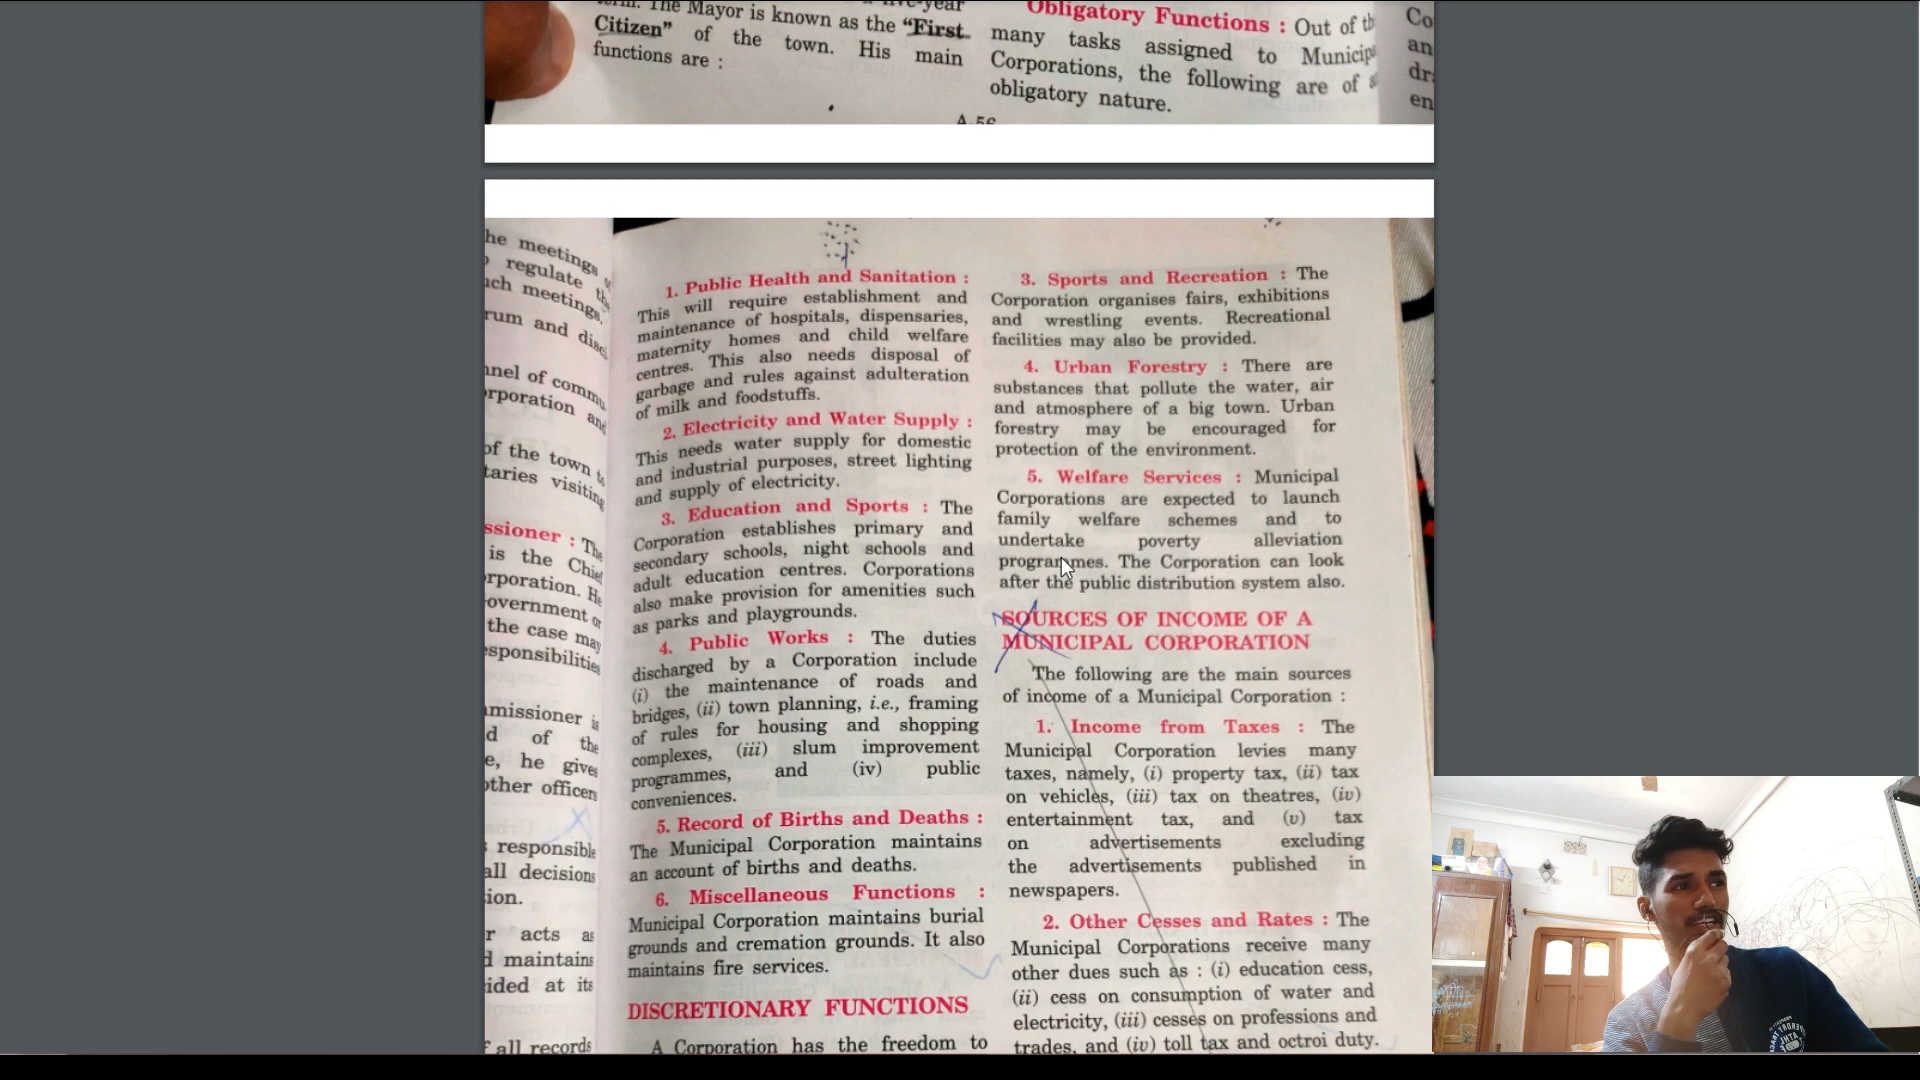 The Mayor is known as the “First
Citizen” of the town. His main
functions are :
Obligatory Functions : Out of
many tasks assigned to
Corporations, the following are of
obligatory nature.
Co
an
en
A-56
he meetings
regulate
meetings.
rum and
nnel of
of the town
visiting
is the
He
the case may
is
d of the
e, he gives
other officers
responsible
all decisions
ion.
r acts as
maintains
ided at its
all records
1. Public Health and Sanitation :
This will require establishment and
maintenance of hospitals, dispensaries,
maternity homes and child welfare
centres. This also needs disposal of
garbage and rules against adulteration
of milk and foodstuffs.
2. Electricity and Water Supply :
This needs water supply for domestic
and industrial purposes, street lighting
and supply of electricity.
3. Education and Sports : The
Corporation establishes primary and
secondary schools, night schools and
adult education centres. Corporations
also make provision for amenities such
as parks and playgrounds.
4. Public Works : The duties
discharged by a Corporation include
(i) the maintenance of roads and
bridges, (ii) town planning, i.e., framing
of rules for housing and shopping
complexes, (iii) slum improvement
programmes, and (iv) public
conveniences.
5. Record of Births and Deaths :
The Municipal Corporation maintains
an account of births and deaths.
6. Miscellaneous Functions :
Municipal Corporation maintains burial
grounds and cremation grounds. It also
maintains fire services.
DISCRETIONARY FUNCTIONS
A Corporation has the freedom to
3. Sports and Recreation : The
Corporation organises fairs, exhibitions
and wrestling events. Recreational
facilities may also be provided.
4. Urban Forestry : There are
substances that pollute the water, air
and atmosphere of a big town. Urban
forestry may be encouraged for
protection of the environment.
5. Welfare Services : Municipal
Corporations are expected to launch
family welfare schemes and to
undertake poverty alleviation
programmes. The Corporation can look
after the public distribution system also.
SOURCES OF INCOME OF A
MUNICIPAL CORPORATION
The following are the main sources
of income of a Municipal Corporation :
1. Income from Taxes : The
Municipal Corporation levies many
taxes, namely, (i) property tax, (ii) tax
on vehicles, (iii) tax on theatres, (iv)
entertainment tax, and (v) tax
on advertisements excluding
the advertisements published in
newspapers.
2. Other Cesses and Rates : The
Municipal Corporations receive many
other dues such as : (i) education cess,
(ii) cess on consumption of water and
electricity, (iii) cesses on professions and
trades, and (iv) toll tax and octroi duty.